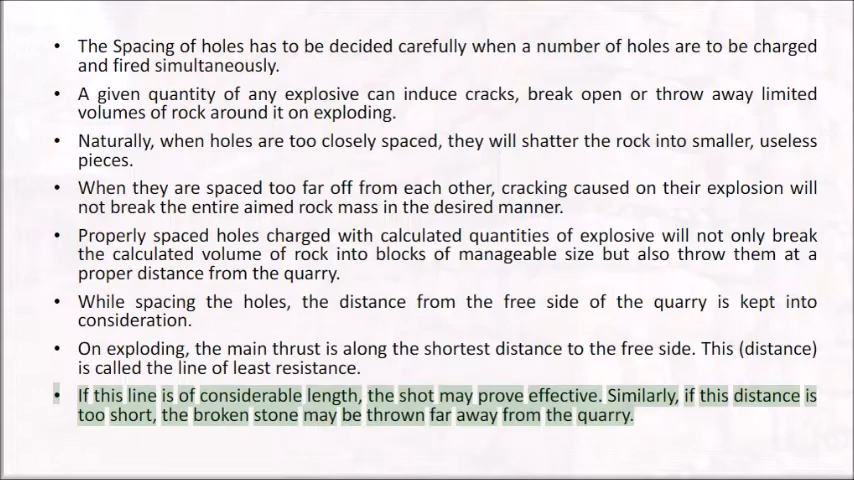 • The Spacing of holes has to be decided carefully when a number of holes are to be charged
and fired simultaneously.
• A given quantity of any explosive can induce cracks, break open or throw away limited
volumes of rock around it on exploding.
• Naturally, when holes are too closely spaced, they will shatter the rock into smaller, useless
pieces.
• When they are spaced too far off from each other, cracking caused on their explosion will
not break the entire aimed rock mass in the desired manner.
• Properly spaced holes charged with calculated quantities of explosive will not only break
the calculated volume of rock into blocks of manageable size but also throw them at a
proper distance from the quarry.
• While spacing the holes, the distance from the free side of the quarry is kept into
consideration.
• On exploding, the main thrust is along the shortest distance to the free side. This (distance)
is called the line of least resistance.
• If this line is of considerable length, the shot may prove effective. Similarly, if this distance is
too short, the broken stone may be thrown far away from the quarry.